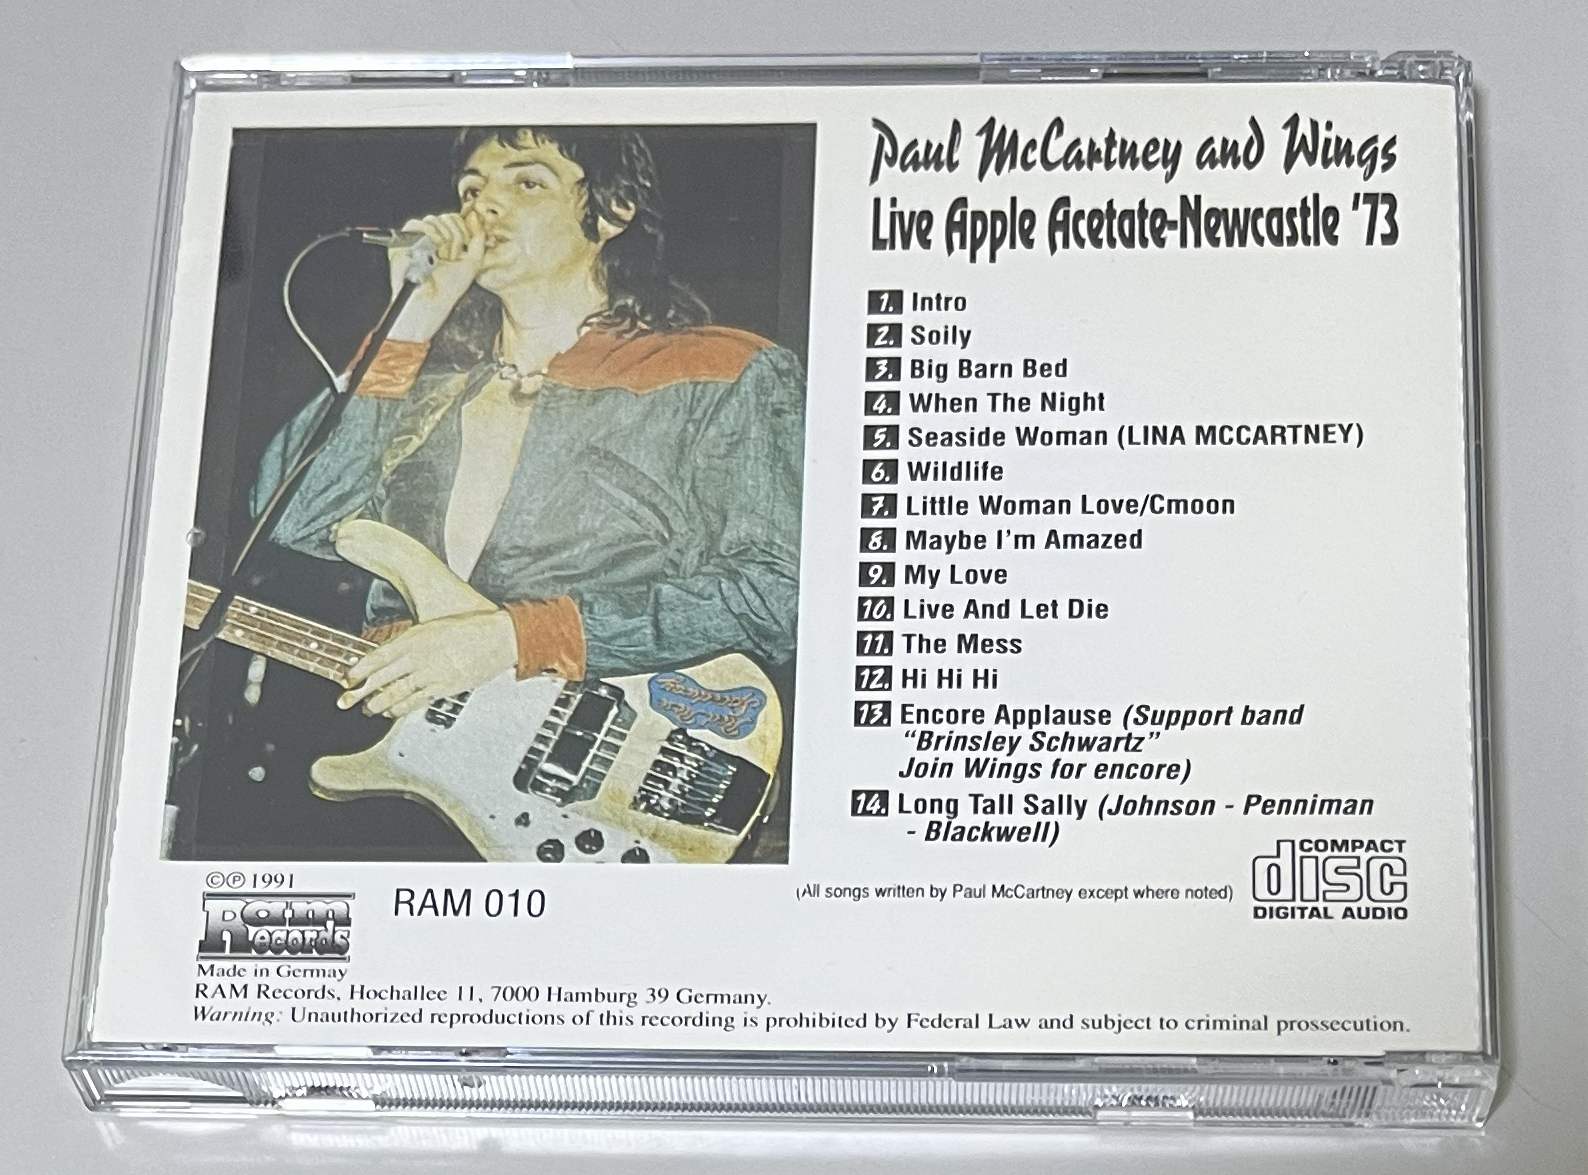 Paul McCartney and Wings
Live Apple Acetate-Newcastle '73
1. Intro
2. Soily
3. Big Barn Bed
4. When The Night
5. Seaside Woman (LINA MCCARTNEY)
6. Wildlife
7. Little Woman Love/Cmoon
8. Maybe I'm Amazed
9. My Love
10. Live And Let Die
11. The Mess
12. Hi Hi Hi
13. Encore Applause (Support band
"Brinsley Schwartz"
Join Wings for encore)
14. Long Tall Sally (Johnson - Penniman
- Blackwell)
(All songs written by Paul McCartney except where noted)
COMPACT
disc
DIGITAL AUDIO
©℗ 1991
Ram
Records
RAM 010
Made in Germay
RAM Records, Hochallee 11, 7000 Hamburg 39 Germany.
Warning: Unauthorized reproductions of this recording is prohibited by Federal Law and subject to criminal prossecution.